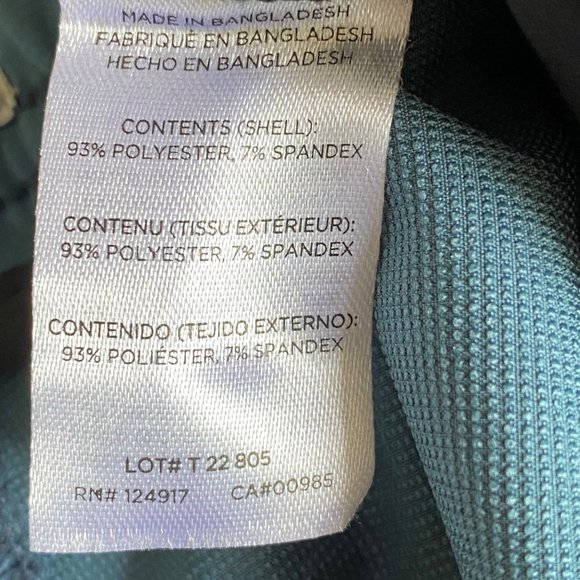 MADE IN BANGLADESH
FABRIQUÉ EN BANGLADESH
HECHO EN BANGLADESH
CONTENTS (SHELL):
93% POLYESTER, 7% SPANDEX
CONTENU (TISSU EXTÉRIEUR):
93% POLYESTER, 7% SPANDEX
CONTENIDO (TEJIDO EXTERNO):
93% POLIÉSTER, 7% SPANDEX
LOT# T 22 805
RN# 124917 CA#00985